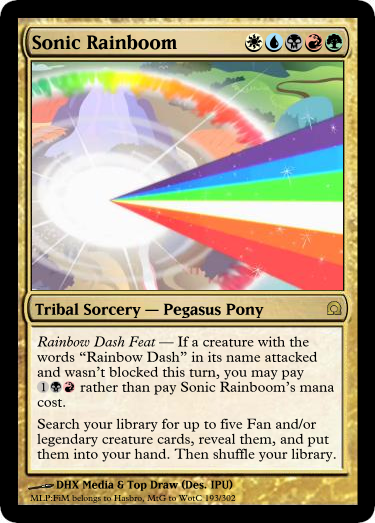 Sonic Rainboom
Tribal Sorcery — Pegasus Pony
Rainbow Dash Feat — If a creature with the
words “Rainbow Dash” in its name attacked
and wasn’t blocked this turn, you may pay
1 rather than pay Sonic Rainboom’s mana
cost.
Search your library for up to five Fan and/or
legendary creature cards, reveal them, and put
them into your hand. Then shuffle your library.
DHX Media & Top Draw (Des. IPU)
MLP:FiM belongs to Hasbro, MtG to WotC 193/302